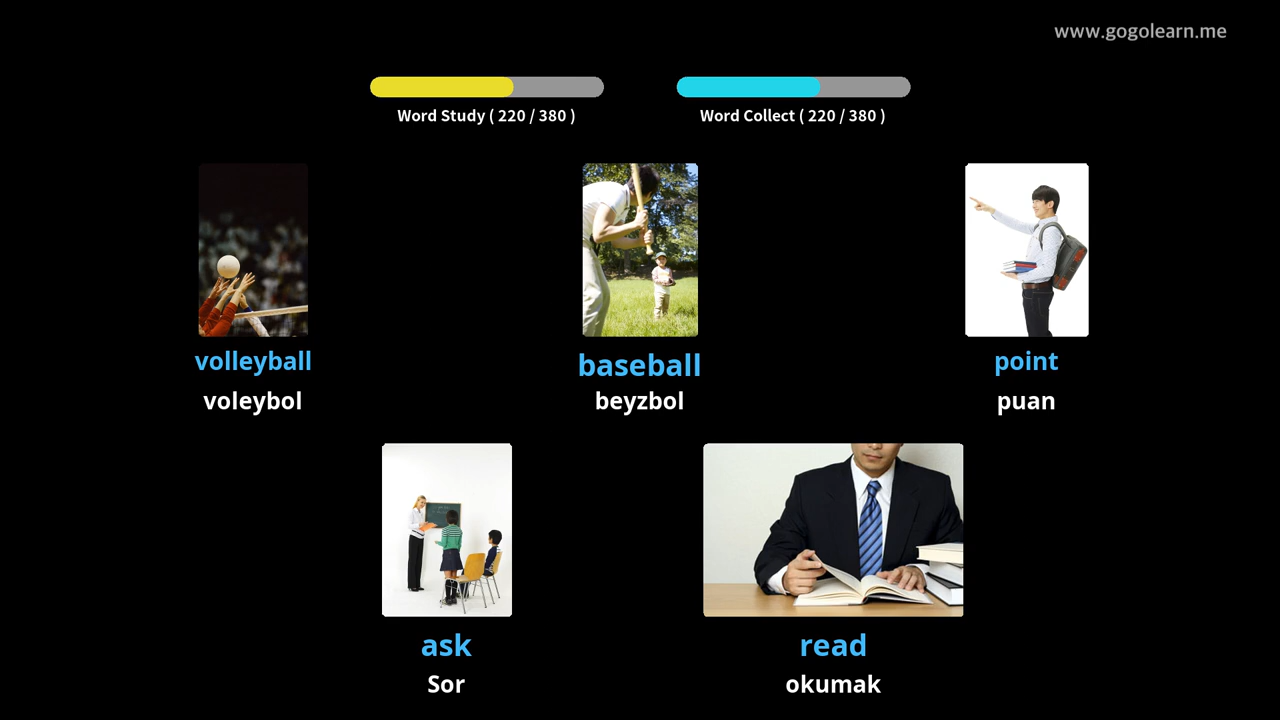 www.gogolearn.me
Word Study ( 220 / 380 )
Word Collect ( 220 / 380 )
volleyball
voleybol
baseball
beyzbol
point
puan
ask
Sor
read
okumak